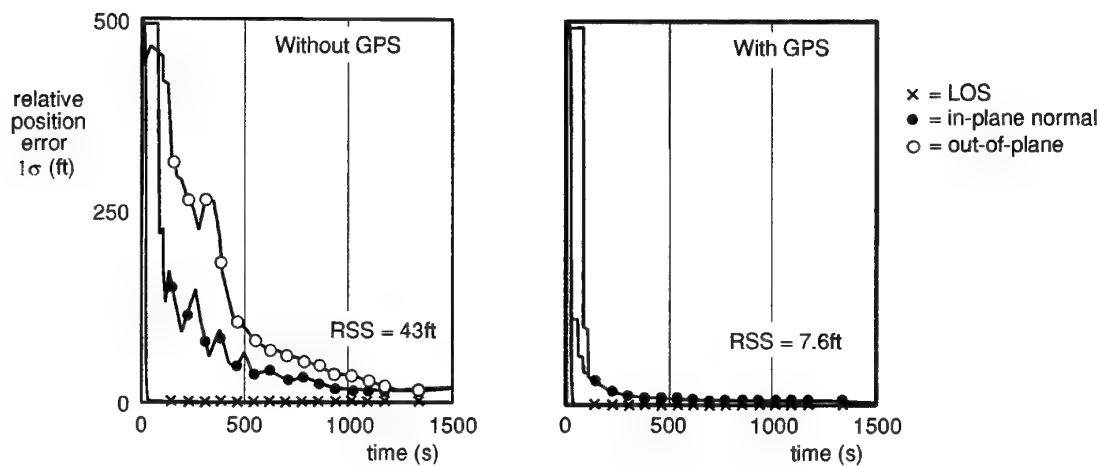 500
Without GPS
With GPS
relative
position
error
1σ (ft)
× = LOS
● = in-plane normal
○ = out-of-plane
250
RSS = 43ft
RSS = 7.6ft
0
0 500 1000 1500
time (s)
0 500 1000 1500
time (s)